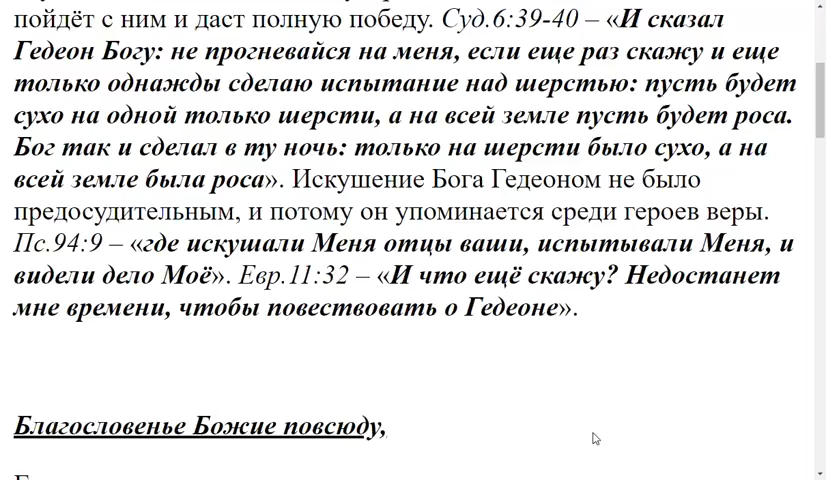 пойдёт с ним и даст полную победу. Суд.6:39-40 – «И сказал
Гедеон Богу: не прогневайся на меня, если еще раз скажу и еще
только однажды сделаю испытание над шерстью: пусть будет
сухо на одной только шерсти, а на всей земле пусть будет роса.
Бог так и сделал в ту ночь: только на шерсти было сухо, а на
всей земле была роса». Искушение Бога Гедеоном не было
предосудительным, и потому он упоминается среди героев веры.
Пс.94:9 – «где искушали Меня отцы ваши, испытывали Меня, и
видели дело Моё». Евр.11:32 – «И что ещё скажу? Недостанет
мне времени, чтобы повествовать о Гедеоне».
Благословенье Божие повсюду,